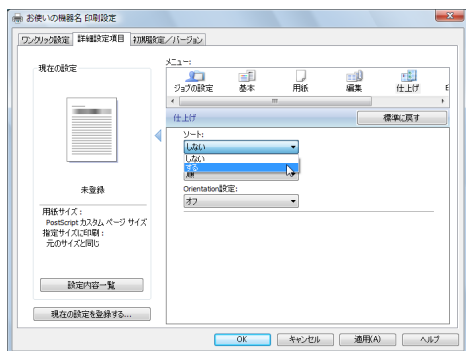 お使いの機器名 印刷設定
ワンクリック設定 詳細設定項目 初期設定／バージョン
現在の設定
メニュー:
ジョブの設定 基本 用紙 編集 仕上げ
仕上げ
標準に戻す
ソート:
しない
しない
する
順
Orientation設定:
オフ
未登録
用紙サイズ :
PostScript カスタム ページ サイズ
指定サイズに印刷 :
元のサイズと同じ
設定内容一覧
現在の設定を登録する...
OK キャンセル 適用(A) ヘルプ